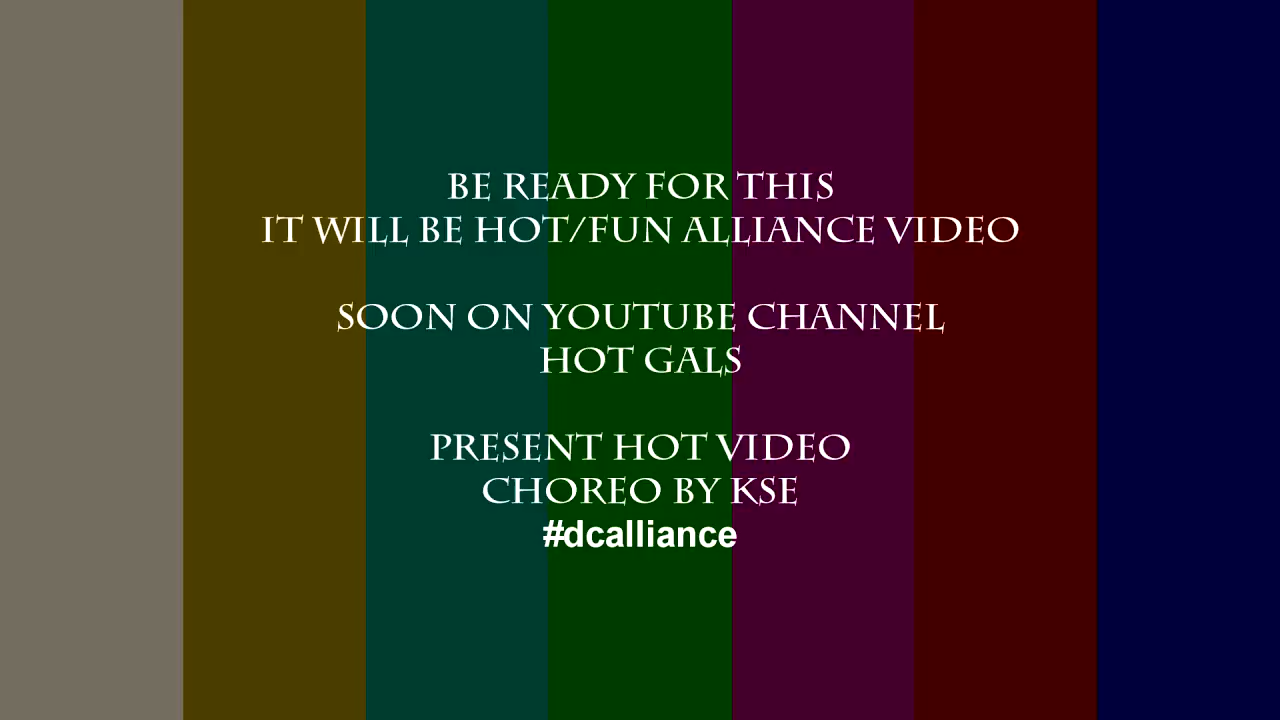 BE READY FOR THIS
IT WILL BE HOT/FUN ALLIANCE VIDEO
SOON ON YOUTUBE CHANNEL
HOT GALS
PRESENT HOT VIDEO
CHOREO BY KSE
#dcalliance